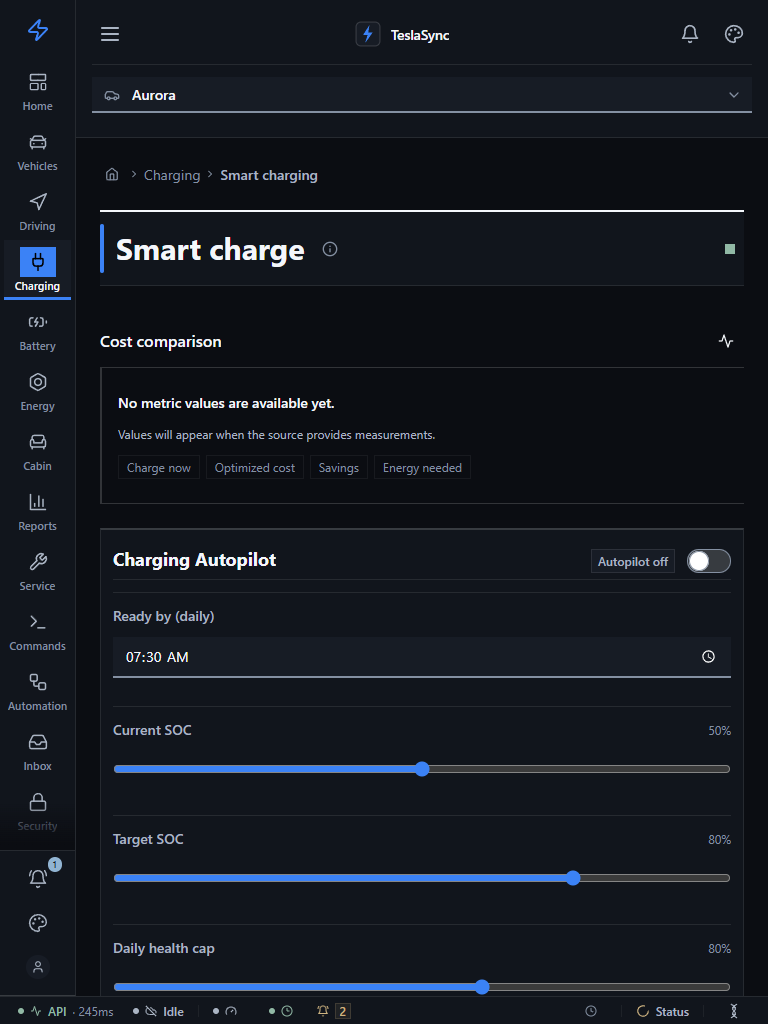 TeslaSync
Aurora
Home
Vehicles
Driving
Charging
Battery
Energy
Cabin
Reports
Service
Commands
Automation
Inbox
Security
1
Charging
Smart charging
Smart charge
Cost comparison
No metric values are available yet.
Values will appear when the source provides measurements.
Charge now
Optimized cost
Savings
Energy needed
Charging Autopilot
Autopilot off
Ready by (daily)
07:30 AM
Current SOC
50%
Target SOC
80%
Daily health cap
80%
API · 245ms
Idle
2
Status